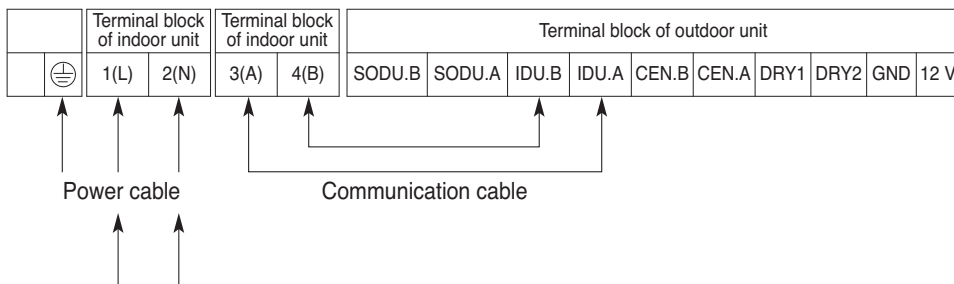 Terminal block
of indoor unit
Terminal block
of indoor unit
Terminal block of outdoor unit
1(L) 2(N) 3(A) 4(B) SODU.B SODU.A IDU.B IDU.A CEN.B CEN.A DRY1 DRY2 GND 12 V
Power cable
Communication cable